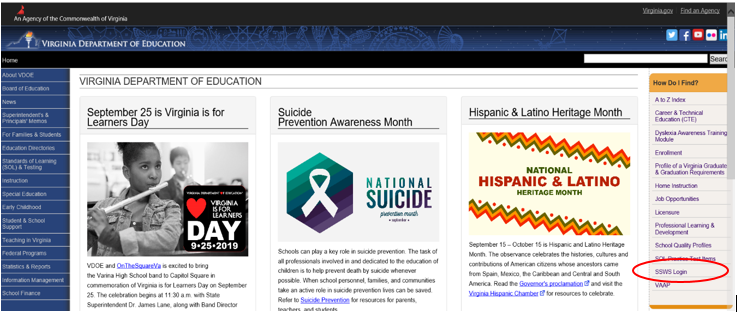 An Agency of the Commonwealth of Virginia
Virginia.gov Find an Agency
VIRGINIA DEPARTMENT OF EDUCATION
Home
Search
About VDOE
Board of Education
News
Superintendent's &
Principals' Memos
For Families & Students
Education Directories
Standards of Learning
(SOL) & Testing
Instruction
Special Education
Early Childhood
Student & School
Support
Teaching in Virginia
Federal Programs
Statistics & Reports
Information Management
School Finance
VIRGINIA DEPARTMENT OF EDUCATION
September 25 is Virginia is for
Learners Day
VIRGINIA DEPARTMENT OF EDUCATION
VIRGINIA
IS FOR
LEARNERS
DAY
9•25•2019
VDOE and OnTheSquareVa is excited to bring
the Varina High School band to Capitol Square in
commemoration of Virginia is for Learners Day on September
25. The celebration begins at 11:30 a.m. with State
Superintendent Dr. James Lane, along with Band Director
Suicide
Prevention Awareness Month
NATIONAL
SUICIDE
prevention month
• september •
Schools can play a key role in suicide prevention. The task of
all professionals involved in and dedicated to the education of
children is to help prevent death by suicide whenever
possible. When school personnel, families, and communities
take an active role in suicide prevention lives can be saved.
Refer to Suicide Prevention for resources for parents,
teachers, and students.
Hispanic & Latino Heritage Month
NATIONAL
HISPANIC & LATINO
HERITAGE MONTH
September 15 – October 15 is Hispanic and Latino Heritage
Month. The observance celebrates the histories, cultures and
contributions of American citizens whose ancestors came
from Spain, Mexico, the Caribbean and Central and South
America. Read the Governor's proclamation and visit the
Virginia Hispanic Chamber for resources to celebrate.
How Do I Find?
A to Z Index
Career & Technical
Education (CTE)
Dyslexia Awareness Training
Module
Enrollment
Profile of a Virginia Graduate
& Graduation Requirements
Home Instruction
Job Opportunities
Licensure
Professional Learning &
Development
School Quality Profiles
SOL Practice Test Items
SSWS Login
VAAP